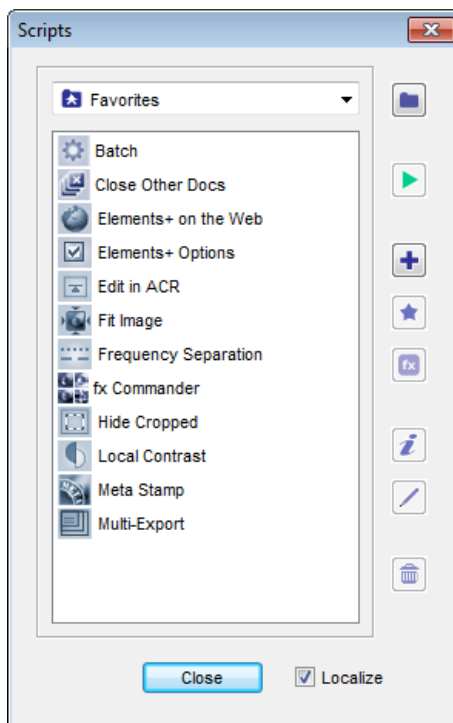 Scripts
Favorites
Batch
Close Other Docs
Elements+ on the Web
Elements+ Options
Edit in ACR
Fit Image
Frequency Separation
fx Commander
Hide Cropped
Local Contrast
Meta Stamp
Multi-Export
fx
i
Close
Localize